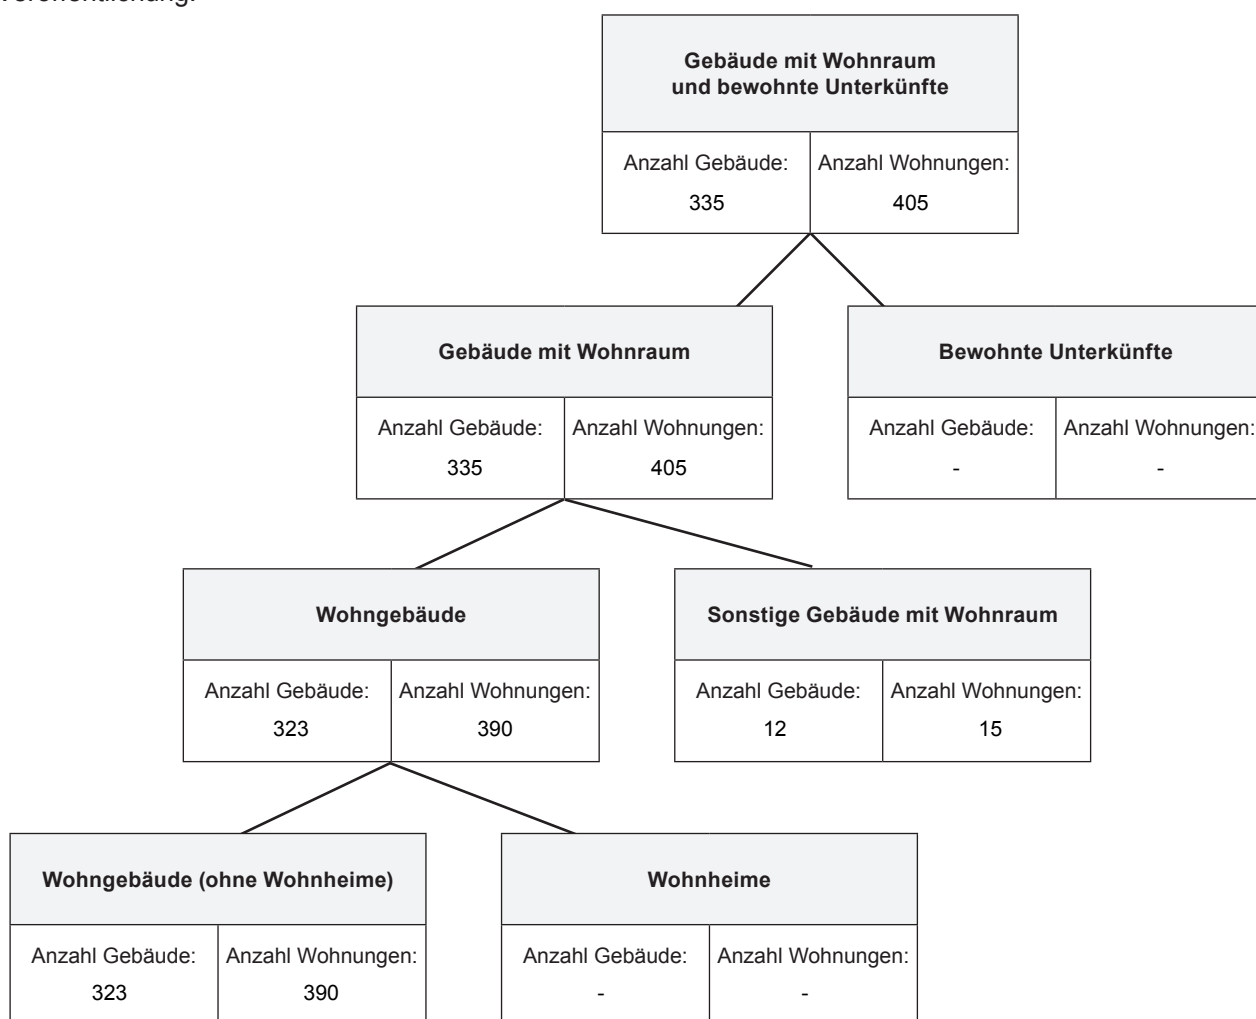 Veröffentlichung.
Gebäude mit Wohnraum
und bewohnte Unterkünfte
Anzahl Gebäude: Anzahl Wohnungen:
335 405
Gebäude mit Wohnraum Bewohnte Unterkünfte
Anzahl Gebäude: Anzahl Wohnungen: Anzahl Gebäude: Anzahl Wohnungen:
335 405 - -
Wohngebäude Sonstige Gebäude mit Wohnraum
Anzahl Gebäude: Anzahl Wohnungen: Anzahl Gebäude: Anzahl Wohnungen:
323 390 12 15
Wohngebäude (ohne Wohnheime) Wohnheime
Anzahl Gebäude: Anzahl Wohnungen: Anzahl Gebäude: Anzahl Wohnungen:
323 390 - -